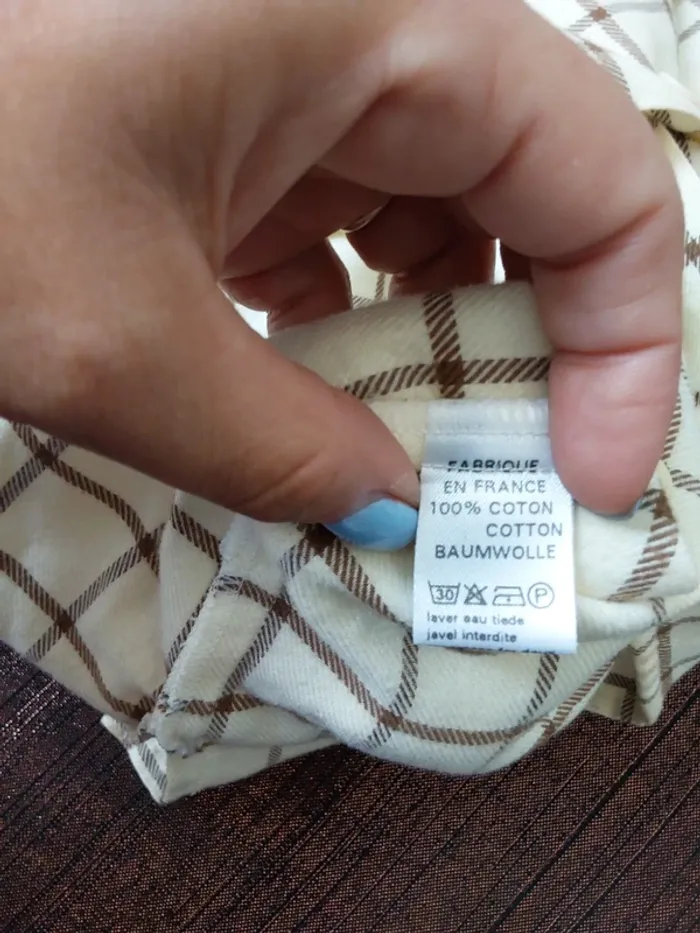 FABRIQUE
EN FRANCE
100% COTON
COTTON
BAUMWOLLE
30 P
laver eau tiede
javel interdite